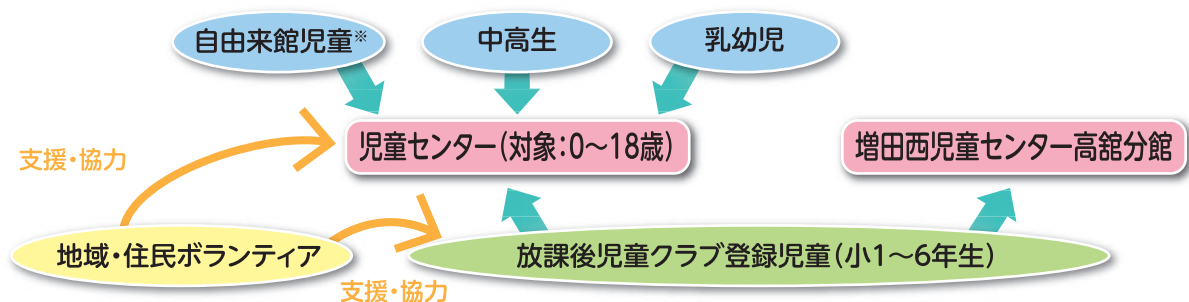 自由来館児童※
中高生
乳幼児
児童センター（対象：0～18歳）
増田西児童センター高舘分館
支援・協力
地域・住民ボランティア
放課後児童クラブ登録児童（小1～6年生）
支援・協力